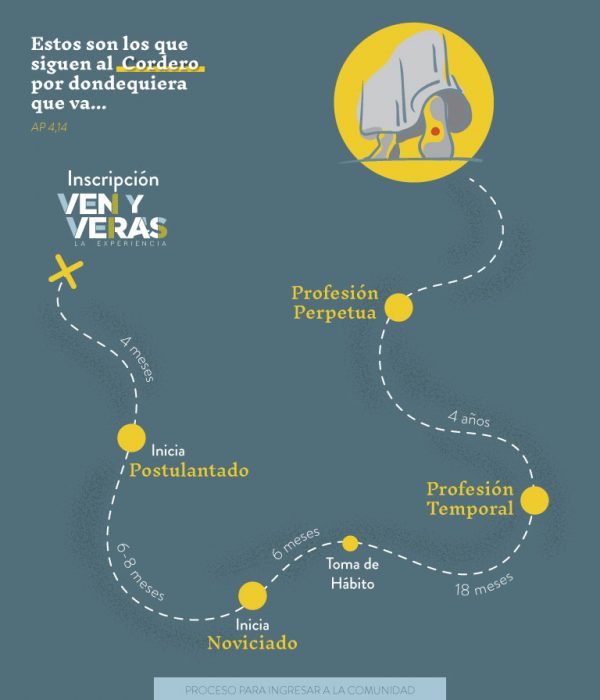 Estos son los que
siguen al Cordero
por dondequiera
que va...
AP 4,14
Inscripción
VEN Y
VERAS
LA EXPERIENCIA
4 meses
Inicia
Postulantado
6-8 meses
Inicia
Noviciado
6 meses
Toma de
Hábito
18 meses
Profesión
Temporal
4 años
Profesión
Perpetua
PROCESO PARA INGRESAR A LA COMUNIDAD